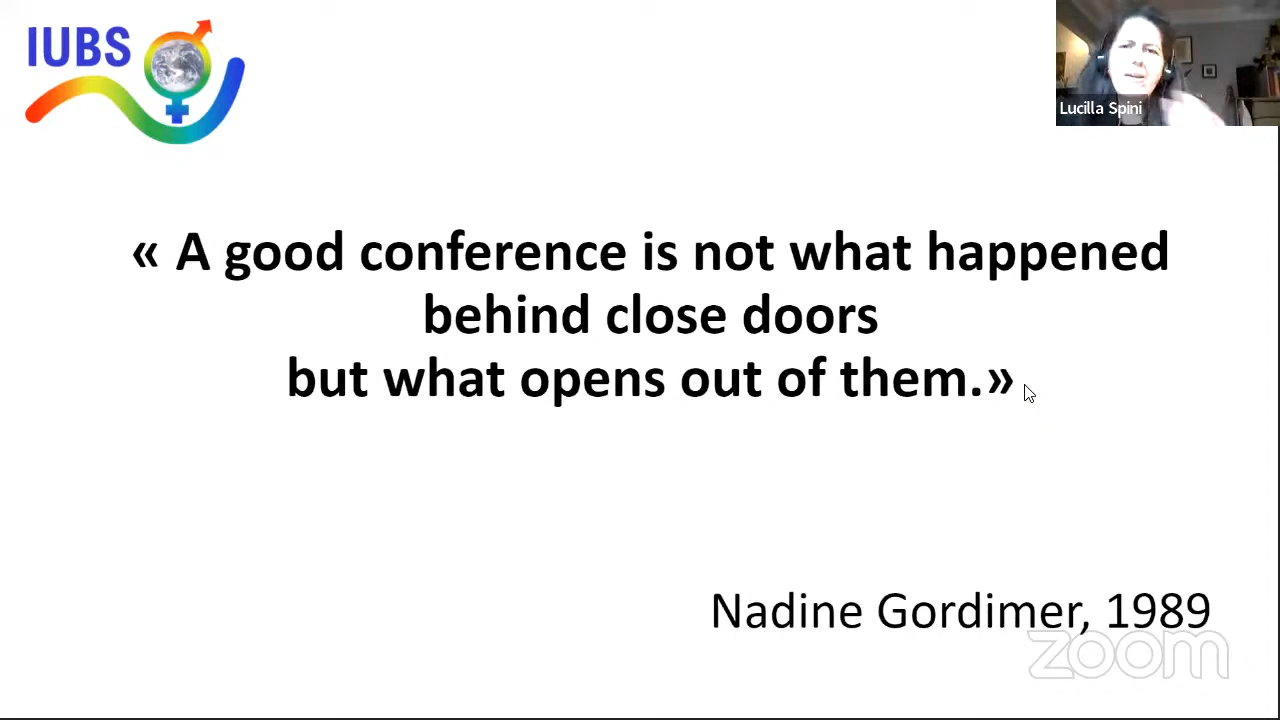 IUBS
Lucilla Spini
« A good conference is not what happened
behind close doors
but what opens out of them.»
Nadine Gordimer, 1989
zoom